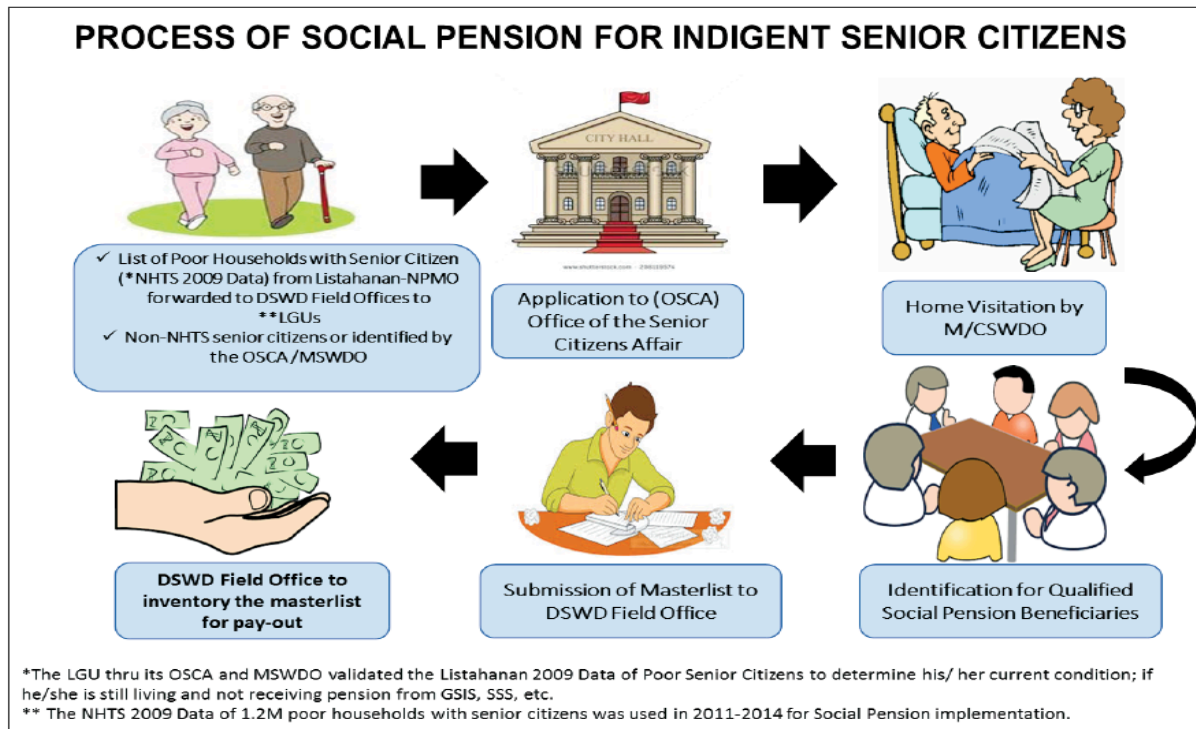 PROCESS OF SOCIAL PENSION FOR INDIGENT SENIOR CITIZENS
✓ List of Poor Households with Senior Citizen
(*NHTS 2009 Data) from Listahanan-NPMO
forwarded to DSWD Field Offices to
**LGUs
✓ Non-NHTS senior citizens or identified by
the OSCA/MSWDO
CITY HALL
Application to (OSCA)
Office of the Senior
Citizens Affair
Home Visitation by
M/CSWDO
Identification for Qualified
Social Pension Beneficiaries
Submission of Masterlist to
DSWD Field Office
DSWD Field Office to
inventory the masterlist
for pay-out
*The LGU thru its OSCA and MSWDO validated the Listahanan 2009 Data of Poor Senior Citizens to determine his/ her current condition; if
he/she is still living and not receiving pension from GSIS, SSS, etc.
** The NHTS 2009 Data of 1.2M poor households with senior citizens was used in 2011-2014 for Social Pension implementation.